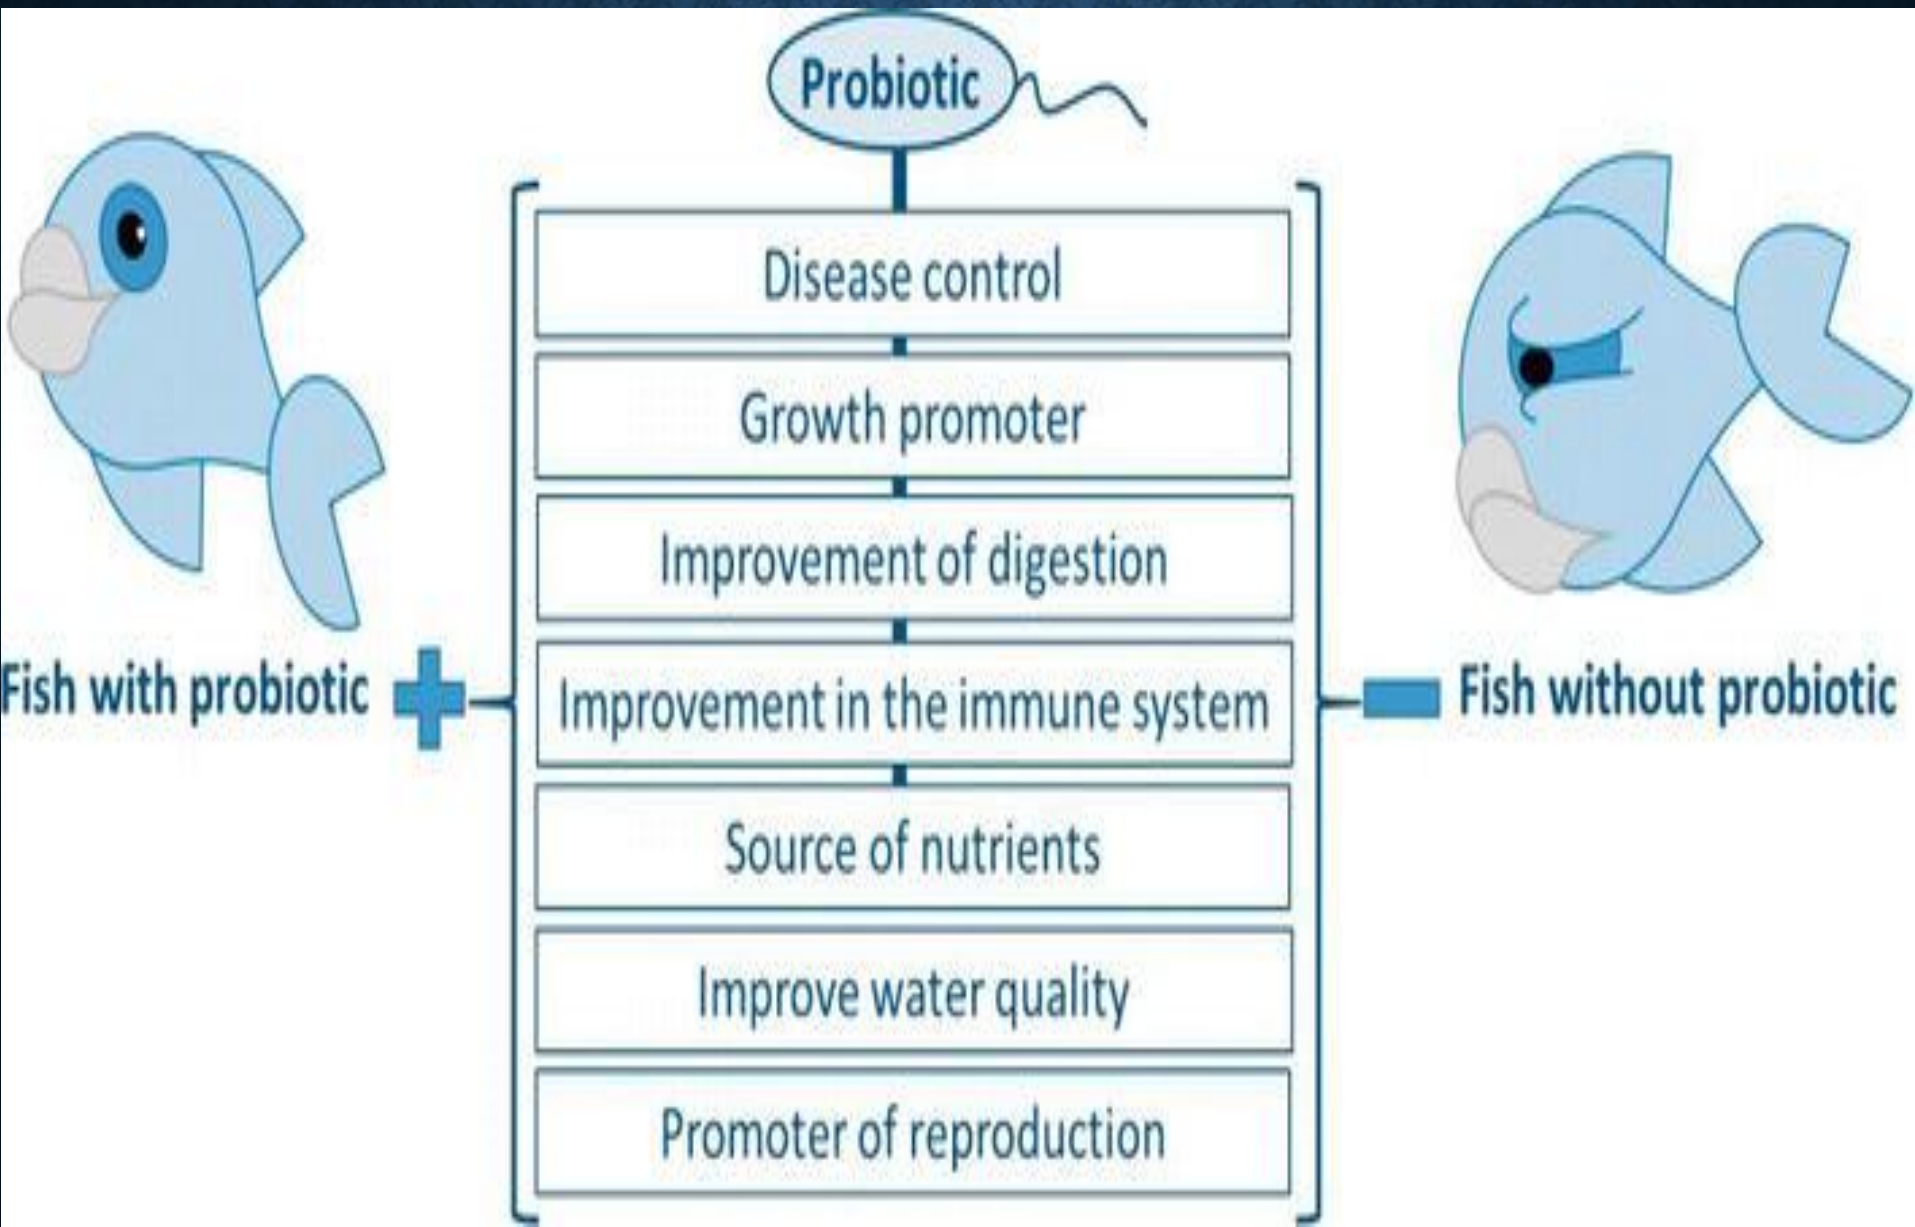 Probiotic
Disease control
Growth promoter
Improvement of digestion
Improvement in the immune system
Source of nutrients
Improve water quality
Promoter of reproduction
Fish with probiotic
Fish without probiotic